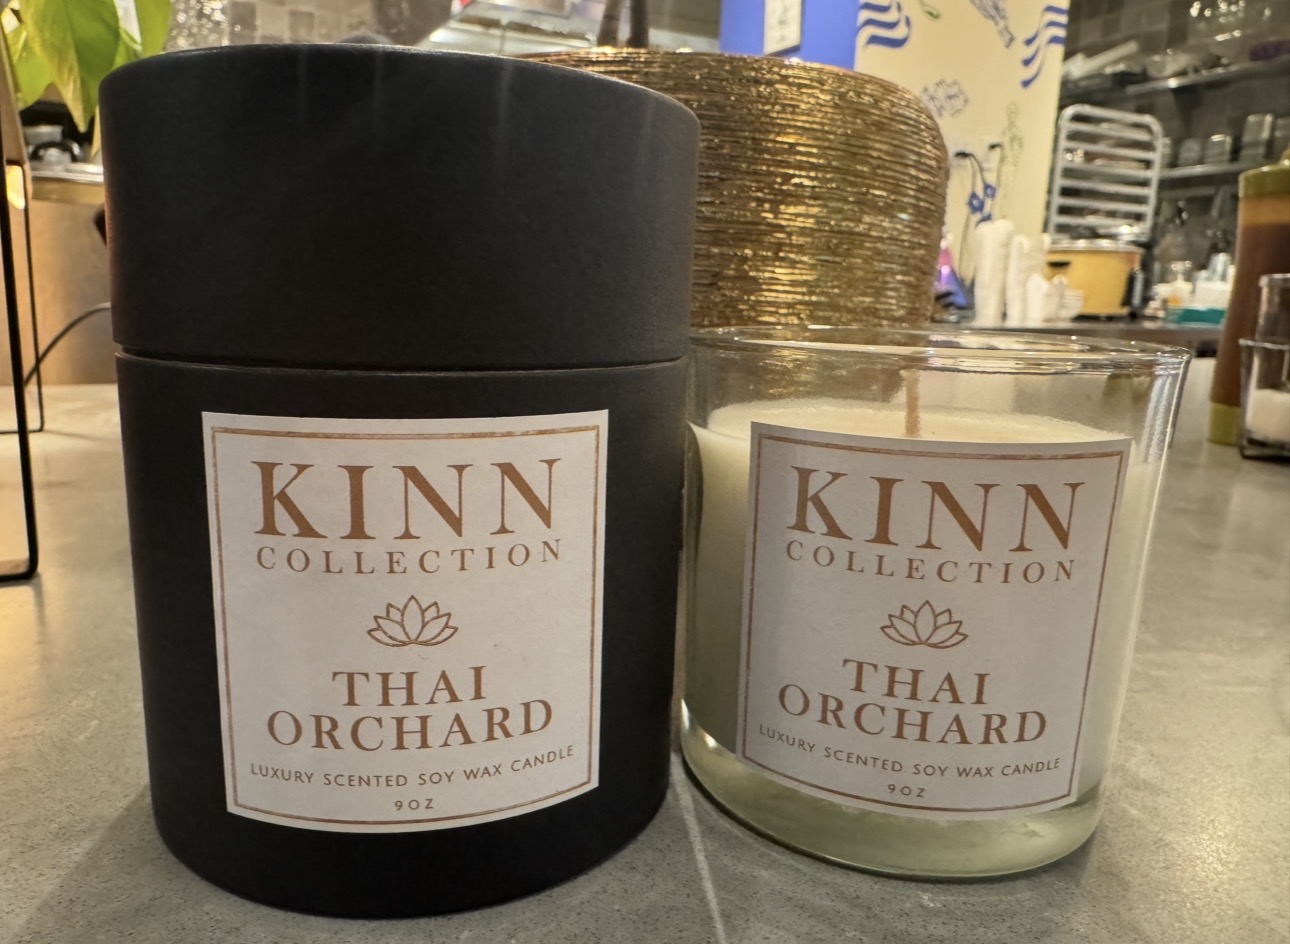 KINN
COLLECTION
THAI
ORCHARD
LUXURY SCENTED SOY WAX CANDLE
9OZ
KINN
COLLECTION
THAI
ORCHARD
LUXURY SCENTED SOY WAX CANDLE
9OZ